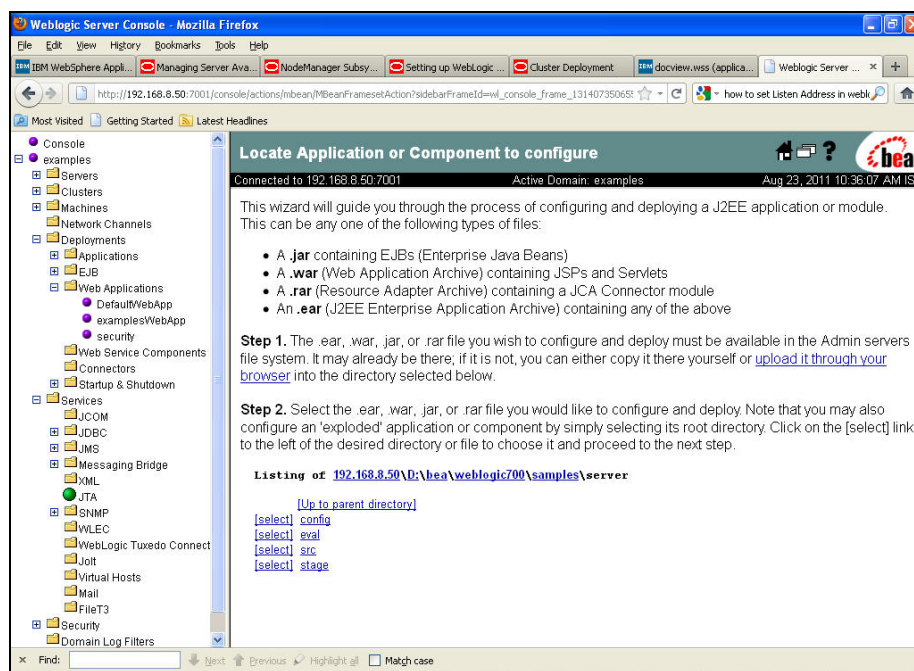 Weblogic Server Console - Mozilla Firefox
File Edit View History Bookmarks Tools Help
IBM WebSphere Appli... Managing Server Ava... NodeManager Subsy... Setting up WebLogic ... Cluster Deployment docview.wss (applica... Weblogic Server ...
http://192.168.8.50:7001/console/actions/mbean/MBeanFramesetAction?sidebarFrameId=wl_console_frame_13140735065 how to set Listen Address in webl
Most Visited Getting Started Latest Headlines
Console
examples
Servers
Clusters
Machines
Network Channels
Deployments
Applications
EJB
Web Applications
DefaultWebApp
examplesWebApp
security
Web Service Components
Connectors
Startup & Shutdown
Services
JCOM
JDBC
JMS
Messaging Bridge
XML
JTA
SNMP
WLEC
WebLogic Tuxedo Connect
Jolt
Virtual Hosts
Mail
FileT3
Security
Domain Log Filters
Locate Application or Component to configure
? bea
Connected to 192.168.8.50:7001 Active Domain: examples Aug 23, 2011 10:36:07 AM IS
This wizard will guide you through the process of configuring and deploying a J2EE application or module.
This can be any one of the following types of files:
• A .jar containing EJBs (Enterprise Java Beans)
• A .war (Web Application Archive) containing JSPs and Servlets
• A .rar (Resource Adapter Archive) containing a JCA Connector module
• An .ear (J2EE Enterprise Application Archive) containing any of the above
Step 1. The .ear, .war, .jar, or .rar file you wish to configure and deploy must be available in the Admin servers
file system. It may already be there; if it is not, you can either copy it there yourself or upload it through your
browser into the directory selected below.
Step 2. Select the .ear, .war, .jar, or .rar file you would like to configure and deploy. Note that you may also
configure an 'exploded' application or component by simply selecting its root directory. Click on the [select] link
to the left of the desired directory or file to choose it and proceed to the next step.
Listing of 192.168.8.50\D:\bea\weblogic700\samples\server
[Up to parent directory]
[select] config
[select] eval
[select] src
[select] stage
× Find: Next Previous Highlight all Match case